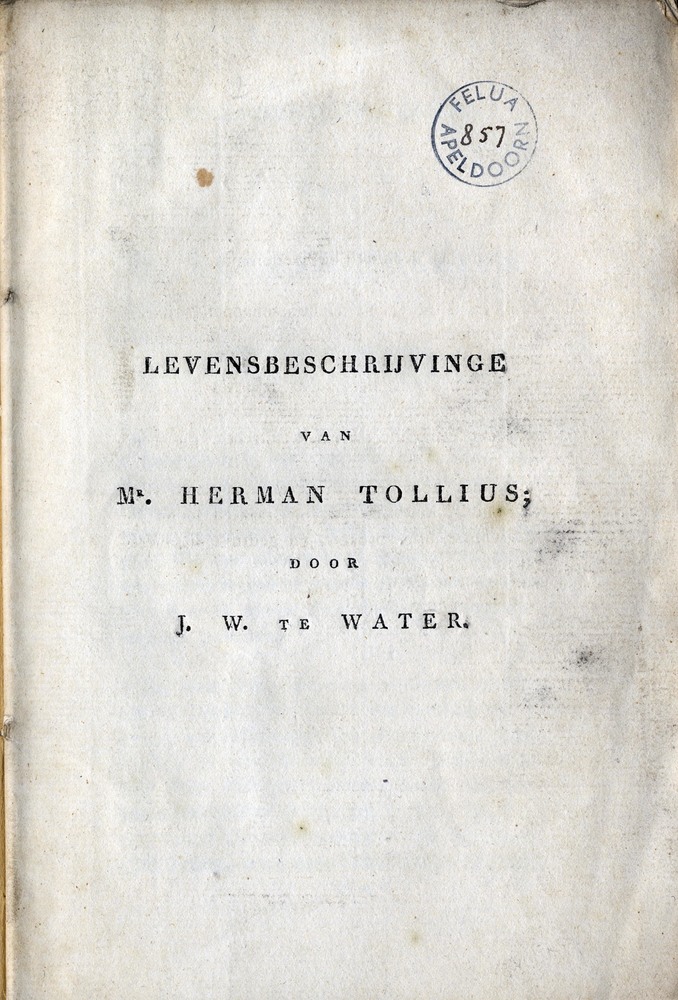 FELUA
857
APELDOORN
LEVENSBESCHRIJVINGE
VAN
Mr. HERMAN TOLLIUS;
DOOR
J. W. TE WATER.